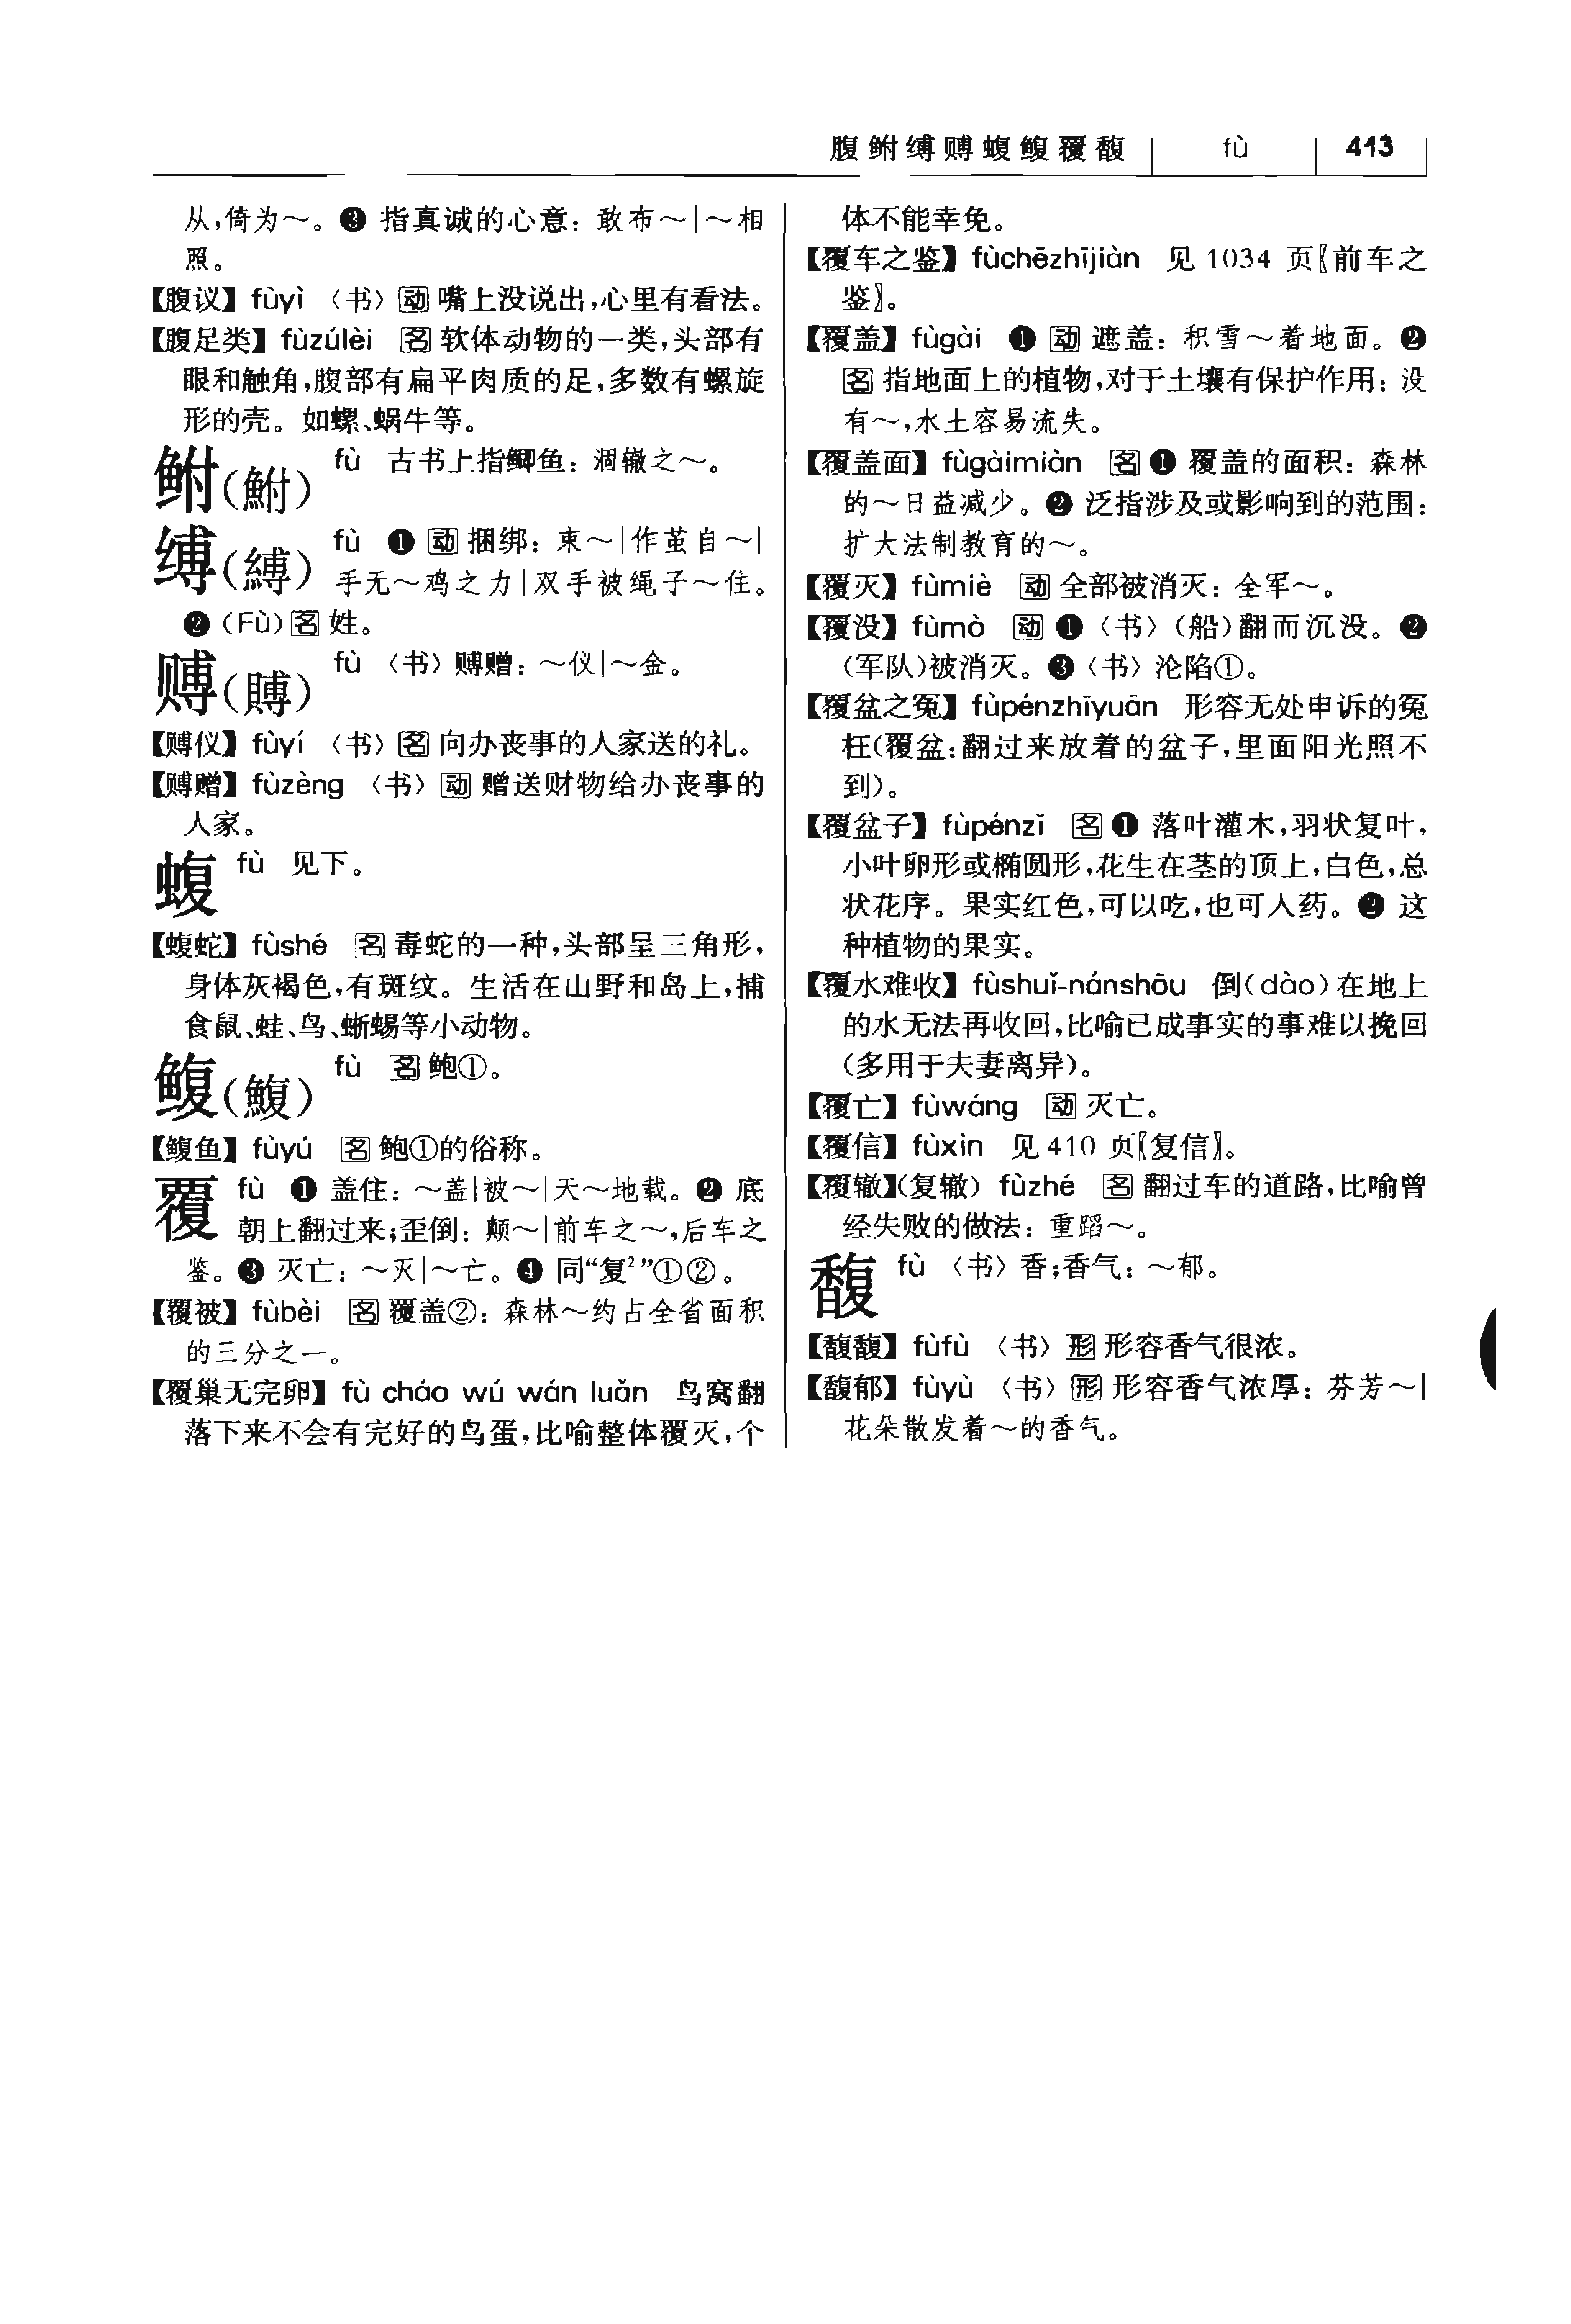 腹鲋缚赙蝮鳆覆馥 fù 413
从,倚为～。❸ 指真诚的心意：敢布～|～相
照。
【腹议】fùyì 〈书〉动 嘴上没说出,心里有看法。
【腹足类】fùzúlèi 名 软体动物的一类,头部有
眼和触角,腹部有扁平肉质的足,多数有螺旋
形的壳。如螺、蜗牛等。
鲋(鮒) fù 古书上指鲫鱼：涸辙之～。
缚(縛) fù ❶ 动 捆绑：束～|作茧自～|
手无～鸡之力|双手被绳子～住。
❷ (Fù) 名 姓。
赙(賻) fù 〈书〉赙赠：～仪|～金。
【赙仪】fùyí 〈书〉名 向办丧事的人家送的礼。
【赙赠】fùzèng 〈书〉动 赠送财物给办丧事的
人家。
蝮 fù 见下。
【蝮蛇】fùshé 名 毒蛇的一种,头部呈三角形,
身体灰褐色,有斑纹。生活在山野和岛上,捕
食鼠、蛙、鸟、蜥蜴等小动物。
鳆(鰒) fù 名 鲍①。
【鳆鱼】fùyú 名 鲍①的俗称。
覆 fù ❶ 盖住：～盖|被～|天～地载。❷ 底
朝上翻过来;歪倒：颠～|前车之～,后车之
鉴。❸ 灭亡：～灭|～亡。❹ 同“复²”①②。
【覆被】fùbèi 名 覆盖②：森林～约占全省面积
的三分之一。
【覆巢无完卵】fù cháo wú wán luǎn 鸟窝翻
落下来不会有完好的鸟蛋,比喻整体覆灭,个
体不能幸免。
【覆车之鉴】fùchēzhījiàn 见 1034 页〖前车之
鉴〗。
【覆盖】fùgài ❶ 动 遮盖：积雪～着地面。❷
名 指地面上的植物,对于土壤有保护作用：没
有～,水土容易流失。
【覆盖面】fùgàimiàn 名 ❶ 覆盖的面积：森林
的～日益减少。❷ 泛指涉及或影响到的范围：
扩大法制教育的～。
【覆灭】fùmiè 动 全部被消灭：全军～。
【覆没】fùmò 动 ❶〈书〉(船)翻而沉没。❷
(军队)被消灭。❸〈书〉沦陷①。
【覆盆之冤】fùpénzhīyuān 形容无处申诉的冤
枉(覆盆:翻过来放着的盆子,里面阳光照不
到)。
【覆盆子】fùpénzǐ 名 ❶ 落叶灌木,羽状复叶,
小叶卵形或椭圆形,花生在茎的顶上,白色,总
状花序。果实红色,可以吃,也可入药。❷ 这
种植物的果实。
【覆水难收】fùshuǐ-nánshōu 倒(dào)在地上
的水无法再收回,比喻已成事实的事难以挽回
(多用于夫妻离异)。
【覆亡】fùwáng 动 灭亡。
【覆信】fùxìn 见 410 页〖复信〗。
【覆辙】(复辙) fùzhé 名 翻过车的道路,比喻曾
经失败的做法：重蹈～。
馥 fù 〈书〉香;香气：～郁。
【馥馥】fùfù 〈书〉形 形容香气很浓。
【馥郁】fùyù 〈书〉形 形容香气浓厚：芬芳～|
花朵散发着～的香气。